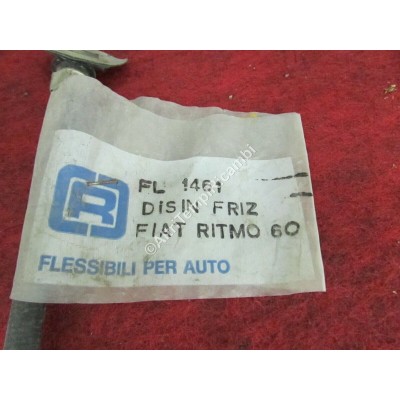 R
FL 1461
DISIN FRIZ
FIAT RITMO 60
FLESSIBILI PER AUTO